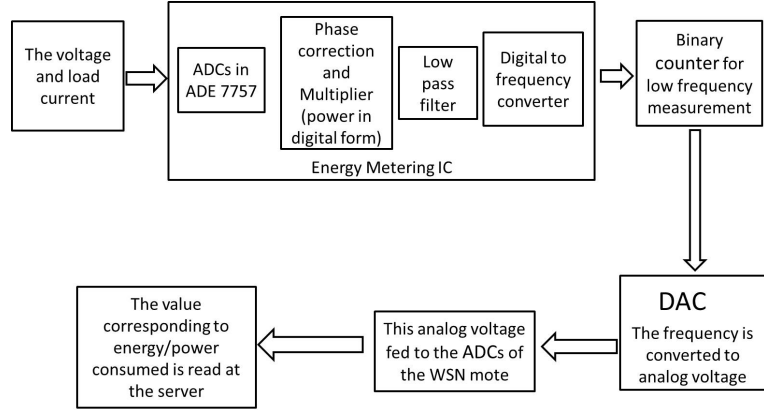 The voltage
and load
current
ADCs in
ADE 7757
Phase
correction
and
Multiplier
(power in
digital form)
Low
pass
filter
Digital to
frequency
converter
Energy Metering IC
Binary
counter for
low frequency
measurement
DAC
The frequency is
converted to
analog voltage
This analog voltage
fed to the ADCs of
the WSN mote
The value
corresponding to
energy/power
consumed is read at
the server